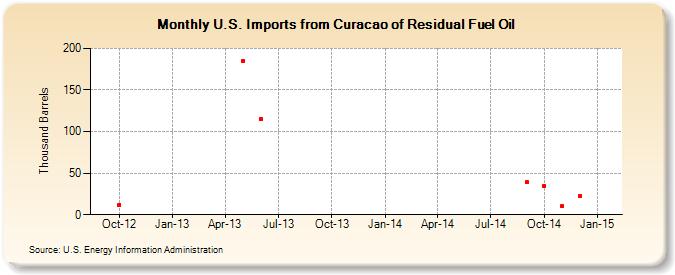 Monthly U.S. Imports from Curacao of Residual Fuel Oil
Thousand Barrels
200
150
100
50
0
Oct-12 Jan-13 Apr-13 Jul-13 Oct-13 Jan-14 Apr-14 Jul-14 Oct-14 Jan-15
Source: U.S. Energy Information Administration